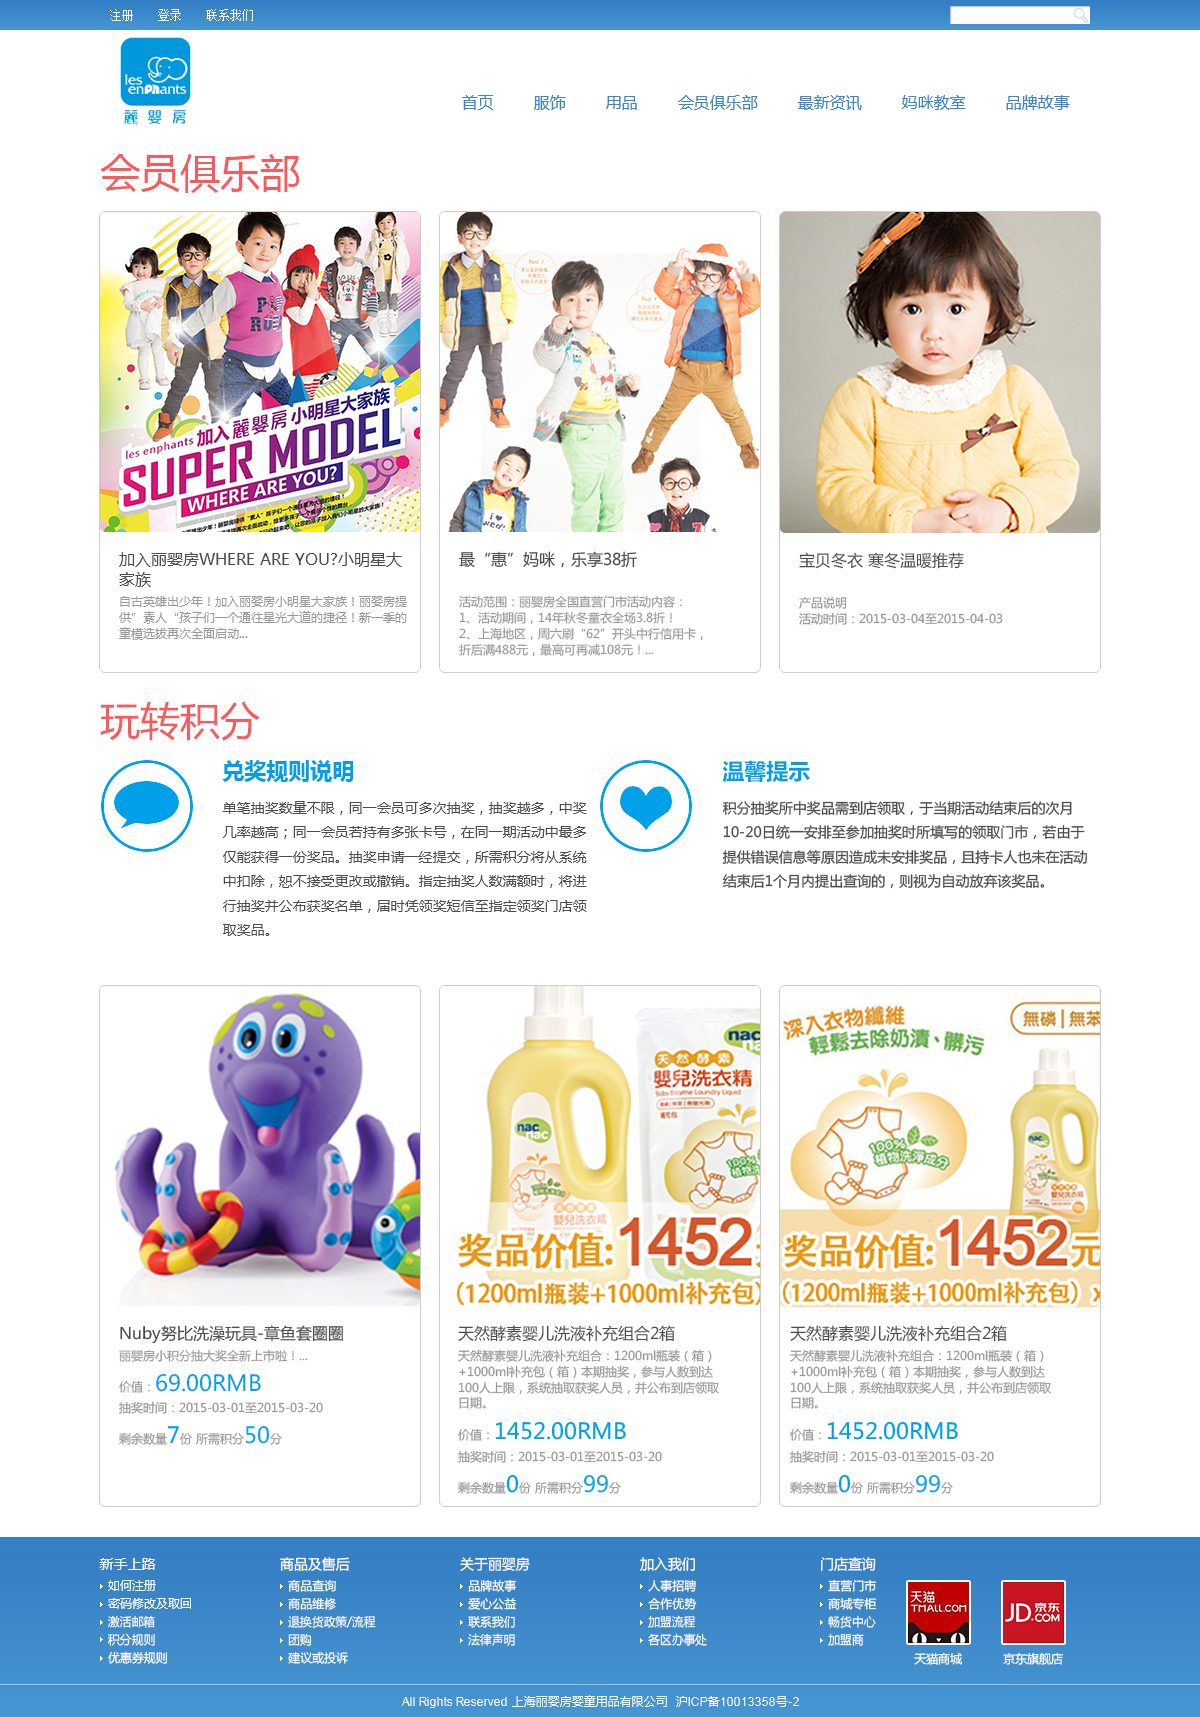 注册 登录 联系我们
les enphants
麗嬰房
首页 服饰 用品 会员俱乐部 最新资讯 妈咪教室 品牌故事
会员俱乐部
les enphants 加入麗嬰房小明星大家族
SUPER MODEL
WHERE ARE YOU?
加入丽婴房WHERE ARE YOU?小明星大
家族
自古英雄出少年！加入丽婴房小明星大家族！丽婴房提
供”素人“孩子们一个通往星光大道的捷径！新一季的
童模选拔再次全面启动...
最“惠”妈咪，乐享38折
活动范围：丽婴房全国直营门市活动内容：
1、活动期间，14年秋冬童衣全场3.8折！
2、上海地区，周六刷“62”开头中行信用卡，
折后满488元，最高可再减108元！...
宝贝冬衣 寒冬温暖推荐
产品说明
活动时间：2015-03-04至2015-04-03
玩转积分
兑奖规则说明
单笔抽奖数量不限，同一会员可多次抽奖，抽奖越多，中奖
几率越高；同一会员若持有多张卡号，在同一期活动中最多
仅能获得一份奖品。抽奖申请一经提交，所需积分将从系统
中扣除，恕不接受更改或撤销。指定抽奖人数满额时，将进
行抽奖并公布获奖名单，届时凭领奖短信至指定领奖门店领
取奖品。
温馨提示
积分抽奖所中奖品需到店领取，于当期活动结束后的次月
10-20日统一安排至参加抽奖时所填写的领取门市，若由于
提供错误信息等原因造成未安排奖品，且持卡人也未在活动
结束后1个月内提出查询的，则视为自动放弃该奖品。
nac nac
天然酵素
嬰兒洗衣精
Baby Enzyme Laundry Liquid
nac nac
嬰兒洗衣精
奖品价值:1452元
(1200ml瓶装+1000ml补充包)
深入衣物纖維
輕鬆去除奶漬、髒污
無磷|無苯
100%
植物洗淨成分
奖品价值:1452元
(1200ml瓶装+1000ml补充包) x
Nuby努比洗澡玩具-章鱼套圈圈
丽婴房小积分抽大奖全新上市啦！...
价值：69.00RMB
抽奖时间：2015-03-01至2015-03-20
剩余数量7份 所需积分50分
天然酵素婴儿洗液补充组合2箱
天然酵素婴儿洗液补充组合：1200ml瓶装（箱）
+1000ml补充包（箱）本期抽奖，参与人数到达
100人上限，系统抽取获奖人员，并公布到店领取
日期。
价值：1452.00RMB
抽奖时间：2015-03-01至2015-03-20
剩余数量0份 所需积分99分
天然酵素婴儿洗液补充组合2箱
天然酵素婴儿洗液补充组合：1200ml瓶装（箱）
+1000ml补充包（箱）本期抽奖，参与人数到达
100人上限，系统抽取获奖人员，并公布到店领取
日期。
价值：1452.00RMB
抽奖时间：2015-03-01至2015-03-20
剩余数量0份 所需积分99分
新手上路
如何注册
密码修改及取回
激活邮箱
积分规则
优惠券规则
商品及售后
商品查询
商品维修
退换货政策/流程
团购
建议或投诉
关于丽婴房
品牌故事
爱心公益
联系我们
法律声明
加入我们
人事招聘
合作优势
加盟流程
各区办事处
门店查询
直营门市
商城专柜
畅货中心
加盟商
天猫
TMALL.COM
天猫商城
JD 京东
.COM
京东旗舰店
All Rights Reserved 上海丽婴房婴童用品有限公司 沪ICP备10013358号-2